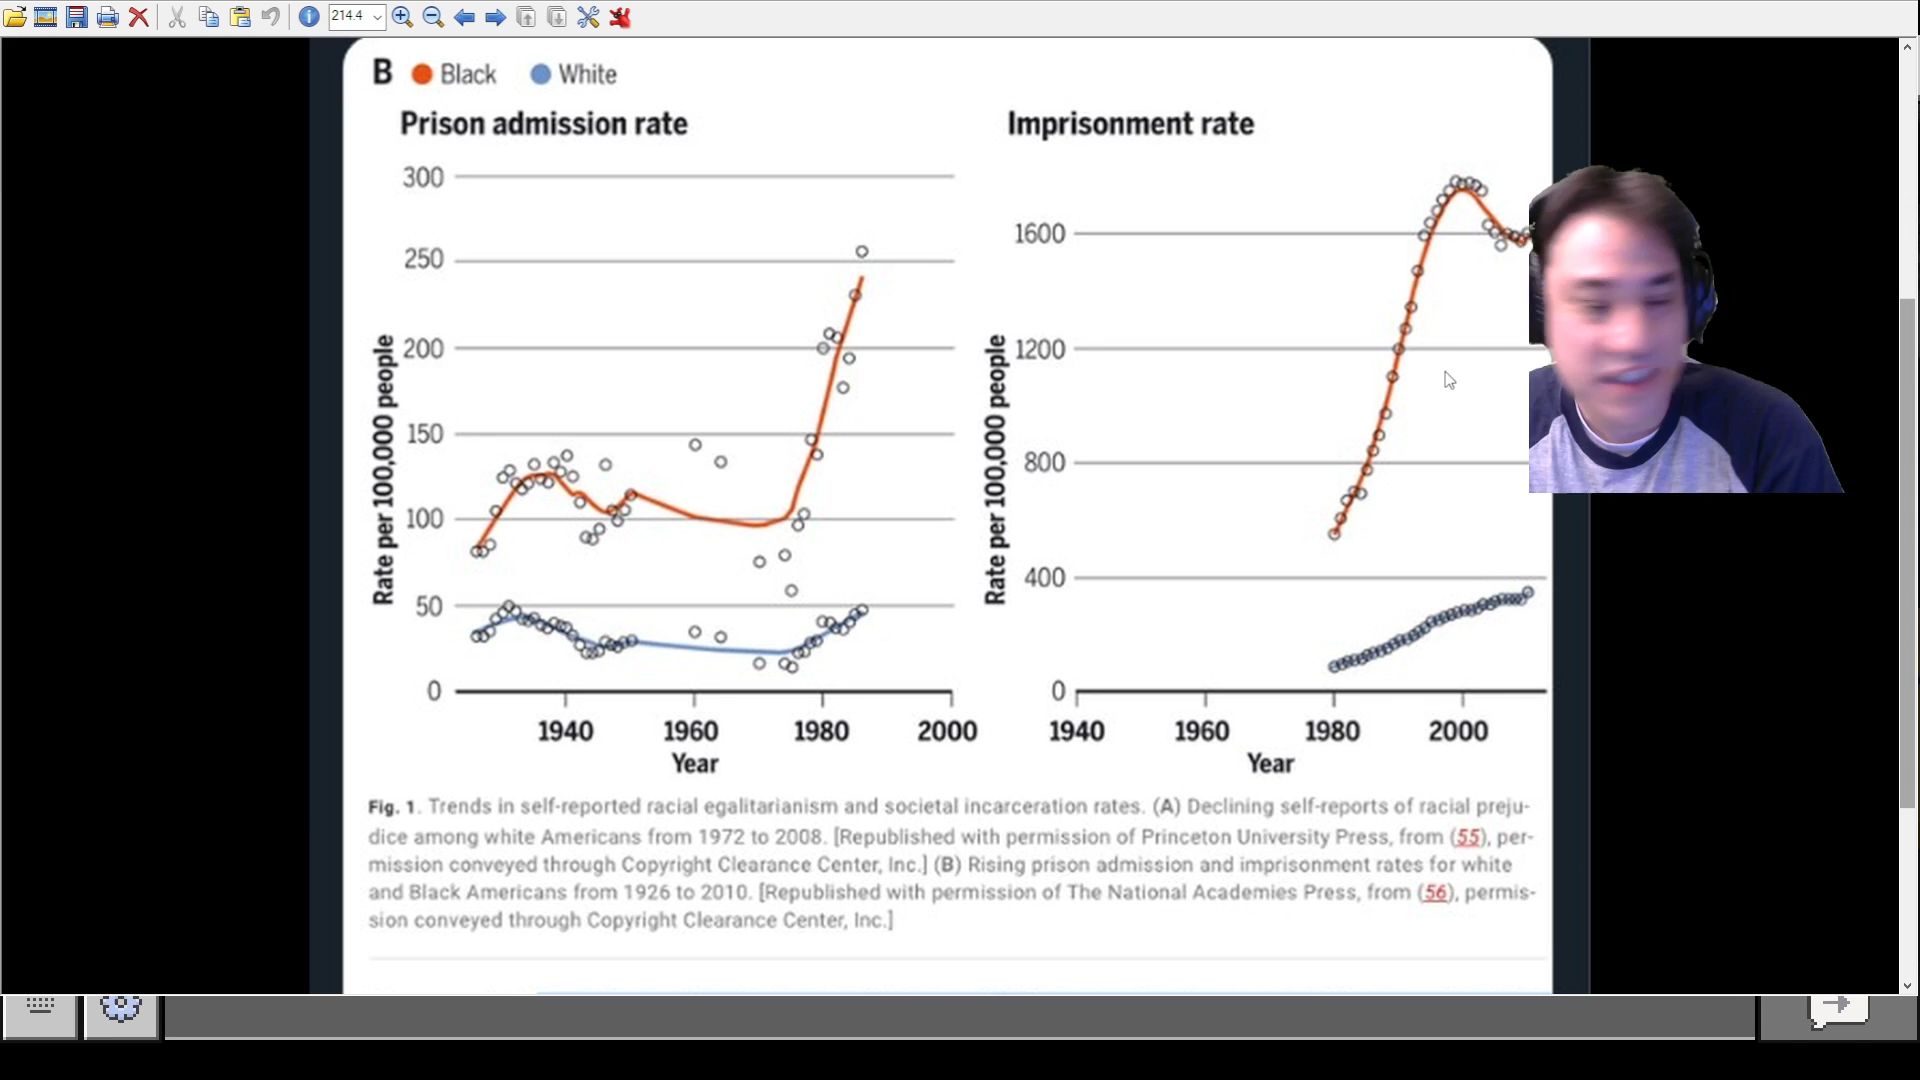 214.4
B Black White
Prison admission rate
Imprisonment rate
Rate per 100,000 people
300
250
200
150
100
50
0
1940 1960 1980 2000
Year
Rate per 100,000 people
1600
1200
800
400
0
1940 1960 1980 2000
Year
Fig. 1. Trends in self-reported racial egalitarianism and societal incarceration rates. (A) Declining self-reports of racial preju-
dice among white Americans from 1972 to 2008. [Republished with permission of Princeton University Press, from (55), per-
mission conveyed through Copyright Clearance Center, Inc.] (B) Rising prison admission and imprisonment rates for white
and Black Americans from 1926 to 2010. [Republished with permission of The National Academies Press, from (56), permis-
sion conveyed through Copyright Clearance Center, Inc.]